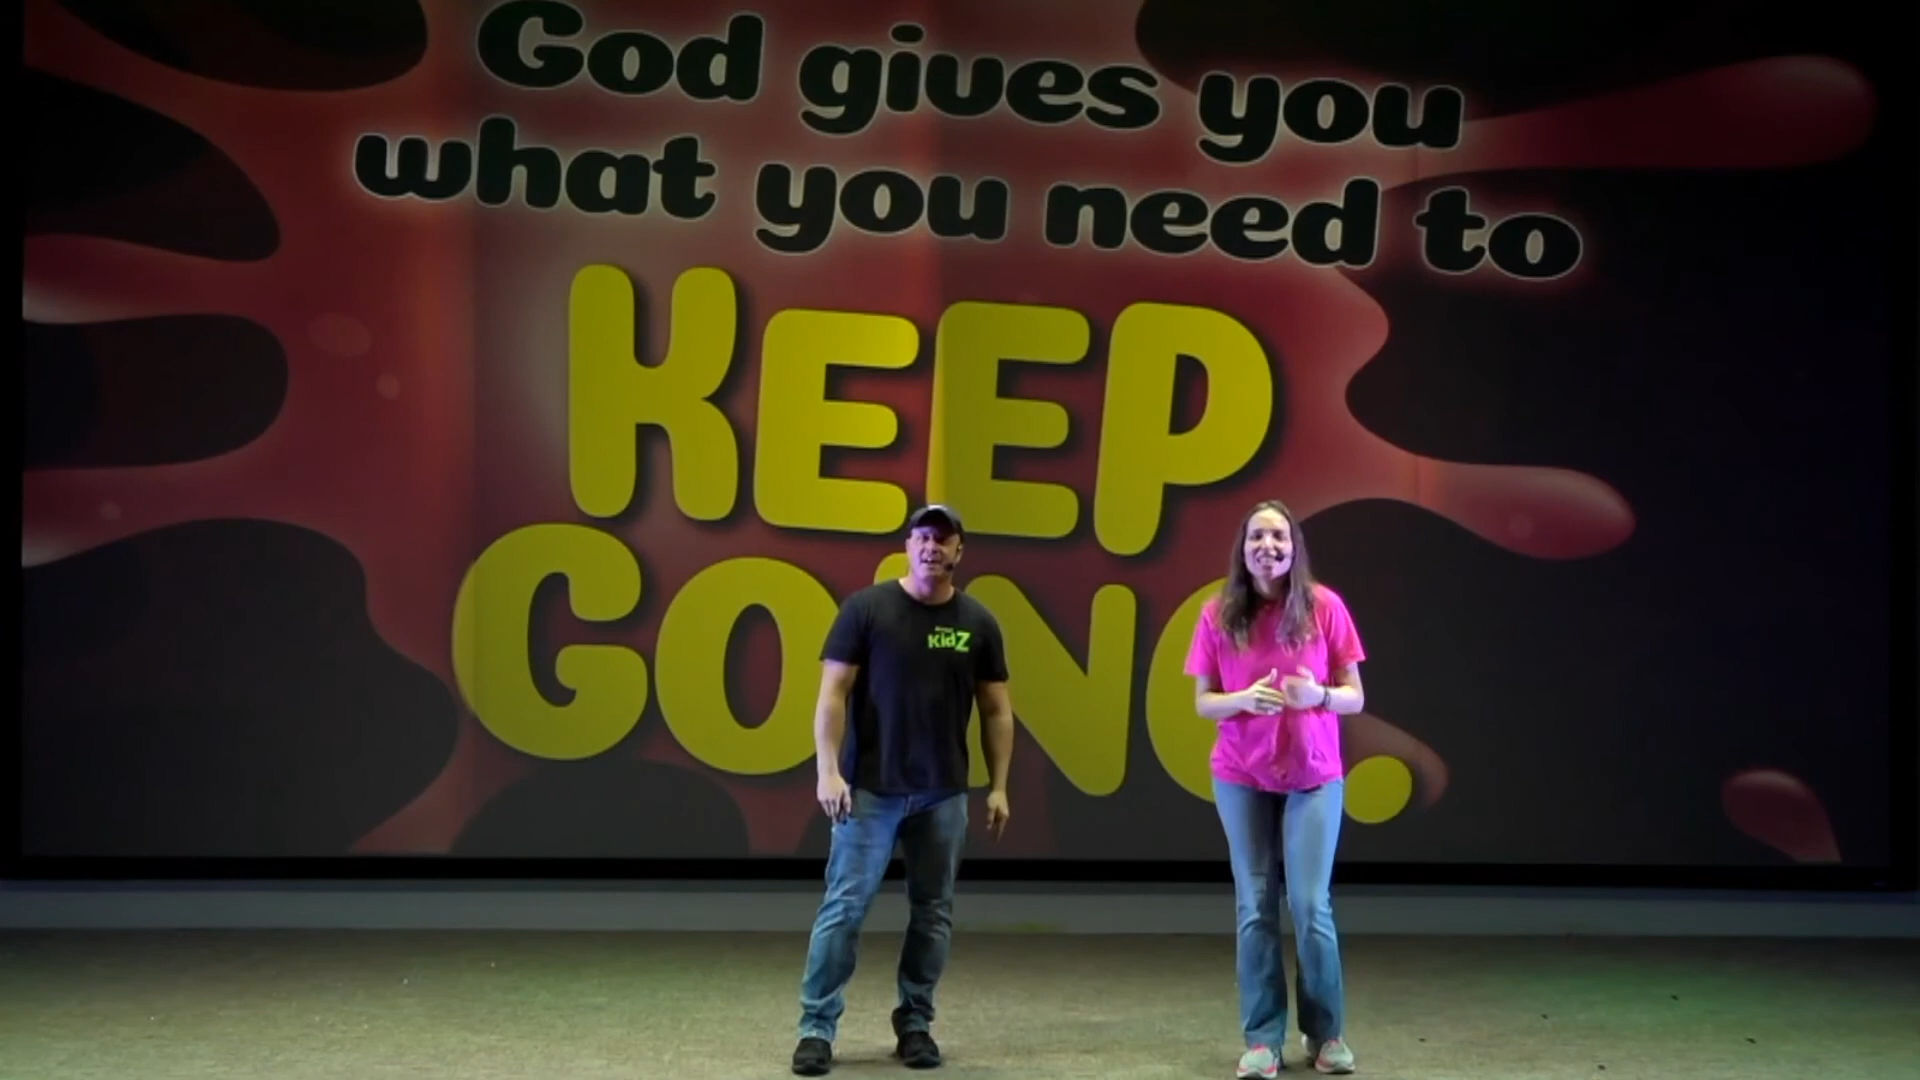 God gives you
what you need to
KEEP
GOING.
KidZ